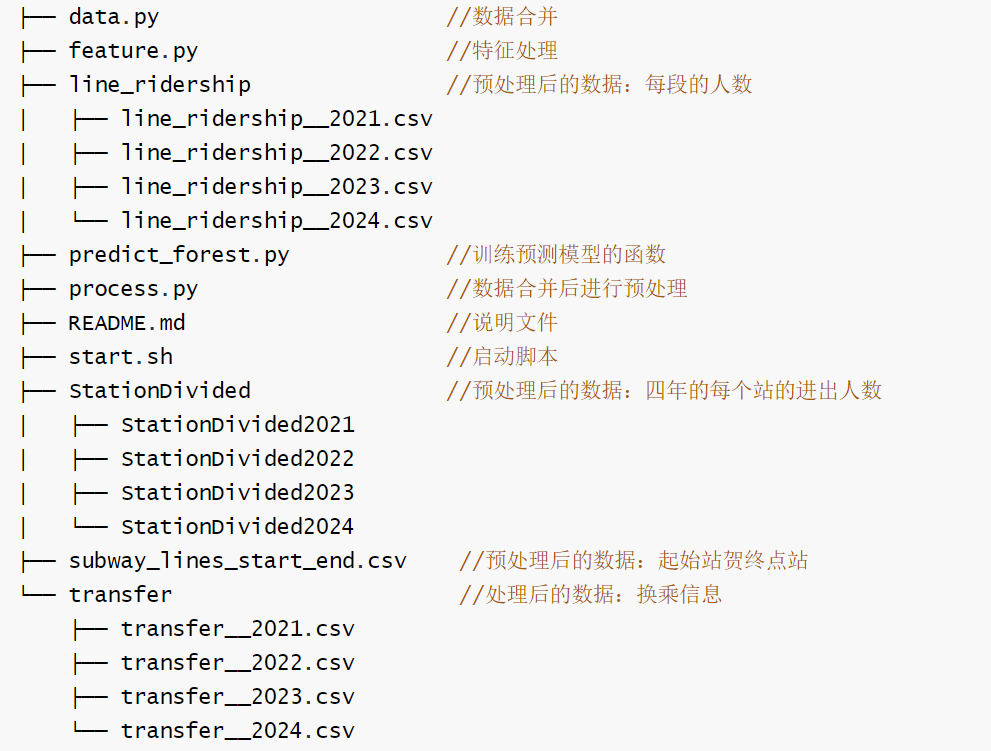 ├── data.py //数据合并
├── feature.py //特征处理
├── line_ridership //预处理后的数据：每段的人数
│   ├── line_ridership__2021.csv
│   ├── line_ridership__2022.csv
│   ├── line_ridership__2023.csv
│   └── line_ridership__2024.csv
├── predict_forest.py //训练预测模型的函数
├── process.py //数据合并后进行预处理
├── README.md //说明文件
├── start.sh //启动脚本
├── StationDivided //预处理后的数据：四年的每个站的进出人数
│   ├── StationDivided2021
│   ├── StationDivided2022
│   ├── StationDivided2023
│   └── StationDivided2024
├── subway_lines_start_end.csv //预处理后的数据：起始站贺终点站
└── transfer //处理后的数据：换乘信息
    ├── transfer__2021.csv
    ├── transfer__2022.csv
    ├── transfer__2023.csv
    └── transfer__2024.csv